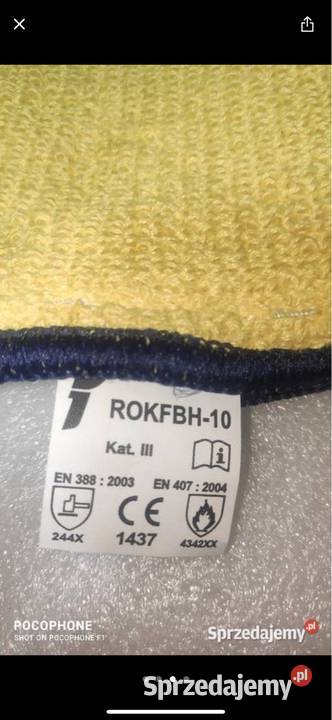 ROKFBH-10
Kat. III
i
EN 388 : 2003 EN 407 : 2004
CE
244X 1437 4342XX
POCOPHONE
SHOT ON POCOPHONE F1
Sprzedajemy.pl
Sprzedajemy.pl